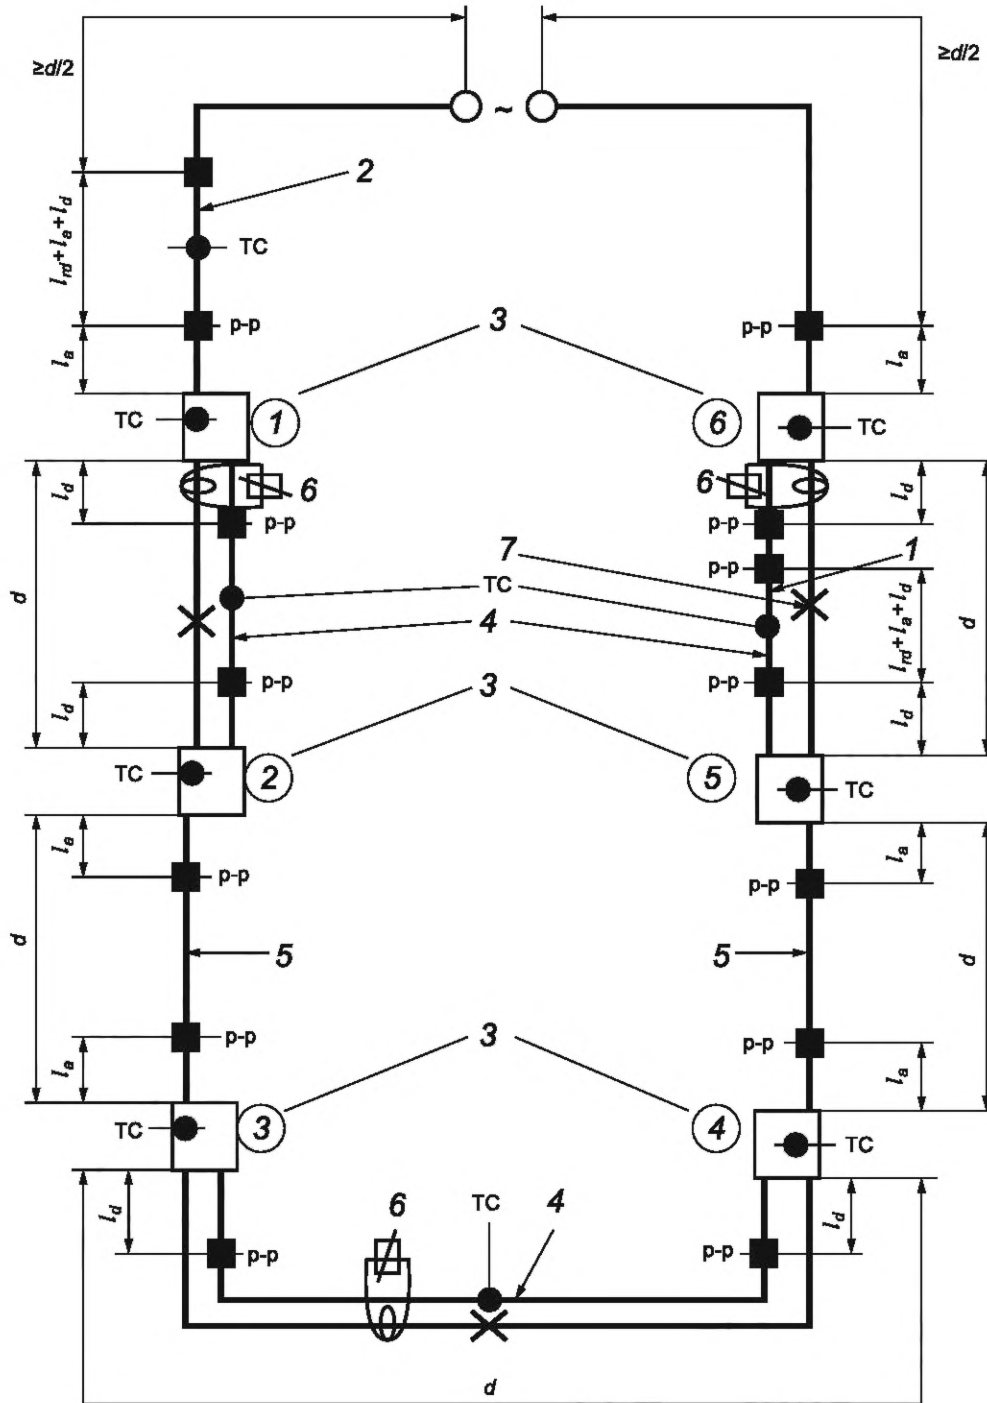 ≥d/2
≥d/2
~
2
l_rd + l_a + l_d
TC
p-p
3
p-p
l_a
l_a
TC
1
6
TC
l_d
6
6
l_d
p-p
p-p
7
1
d
TC
p-p
l_rd + l_a + l_d
d
4
l_d
p-p
3
p-p
l_d
TC
2
5
TC
l_a
p-p
p-p
l_a
d
5
5
d
p-p
3
p-p
l_a
l_a
TC
3
4
TC
l_d
6
TC
4
l_d
p-p
p-p
d